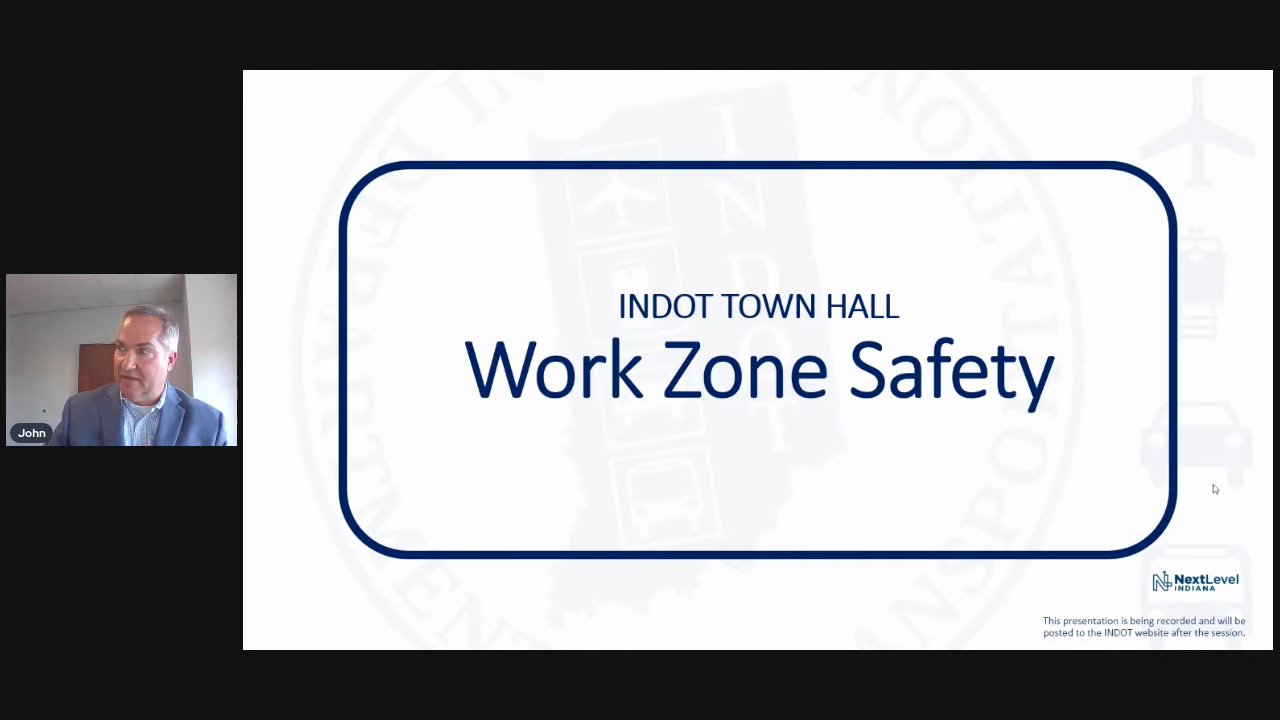 INDOT TOWN HALL
Work Zone Safety
John
NextLevel
INDIANA
This presentation is being recorded and will be
posted to the INDOT website after the session.
INDOT